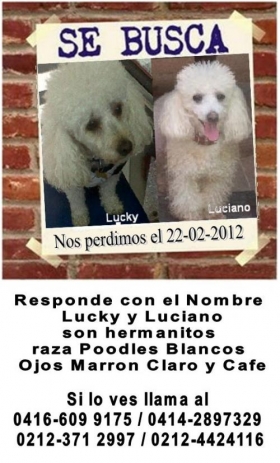 SE BUSCA
Lucky
Luciano
Nos perdimos el 22-02-2012
Responde con el Nombre
Lucky y Luciano
son hermanitos
raza Poodles Blancos
Ojos Marron Claro y Cafe
Si lo ves llama al
0416-609 9175 / 0414-2897329
0212-371 2997 / 0212-4424116